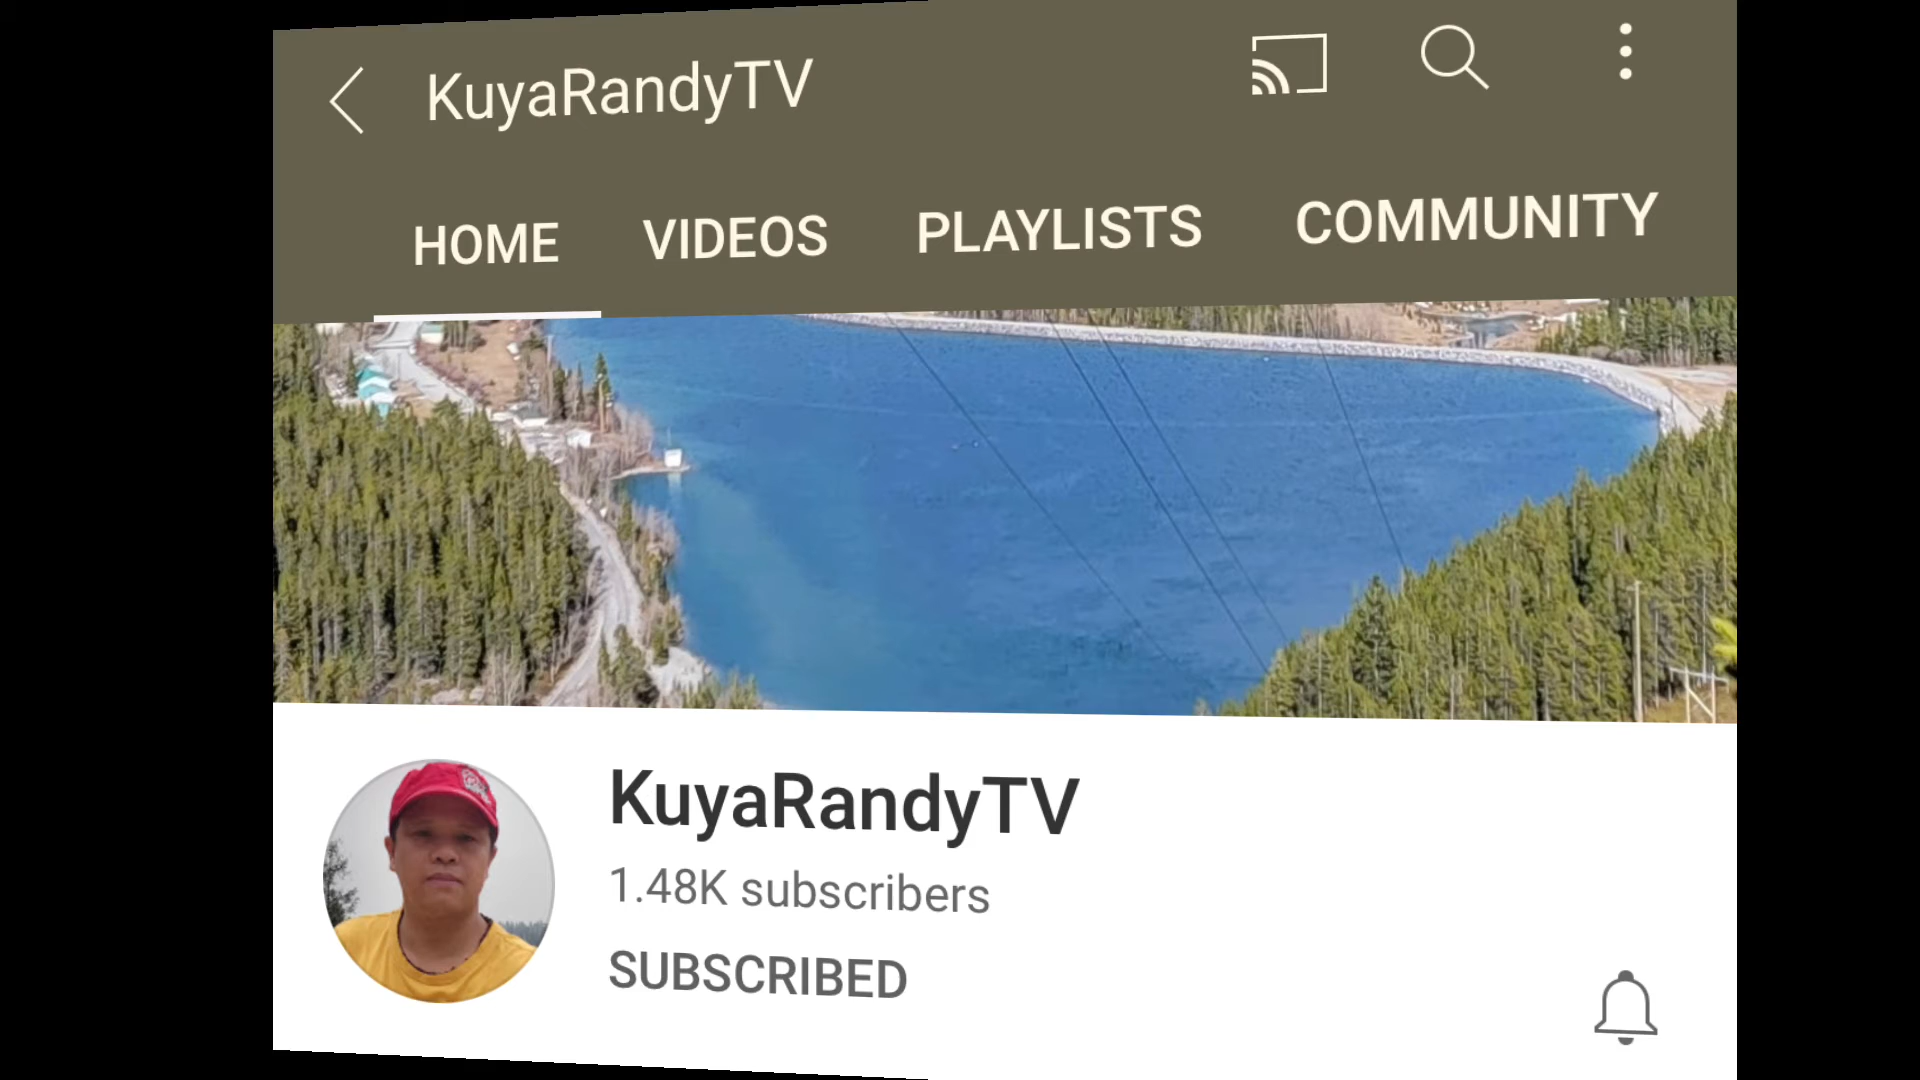 KuyaRandyTV
HOME VIDEOS PLAYLISTS COMMUNITY
KuyaRandyTV
1.48K subscribers
SUBSCRIBED